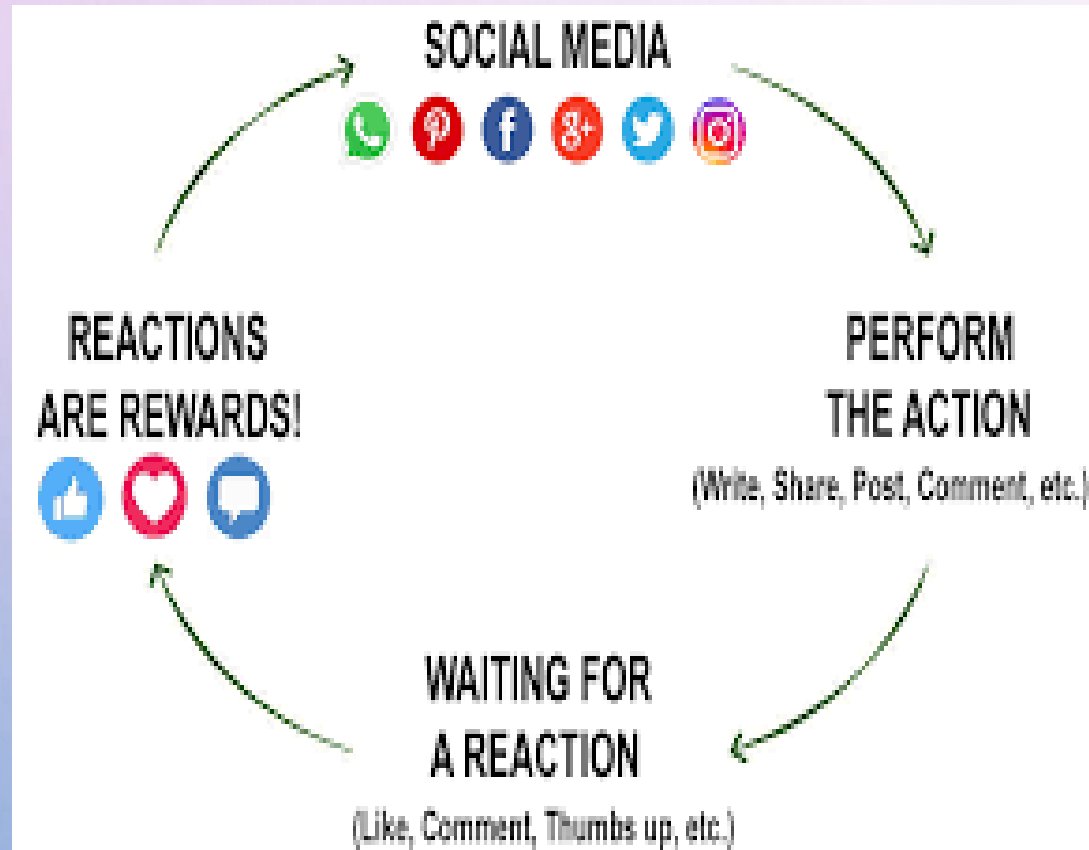 SOCIAL MEDIA
PERFORM
THE ACTION
(Write, Share, Post, Comment, etc.)
WAITING FOR
A REACTION
(Like, Comment, Thumbs up, etc.)
REACTIONS
ARE REWARDS!